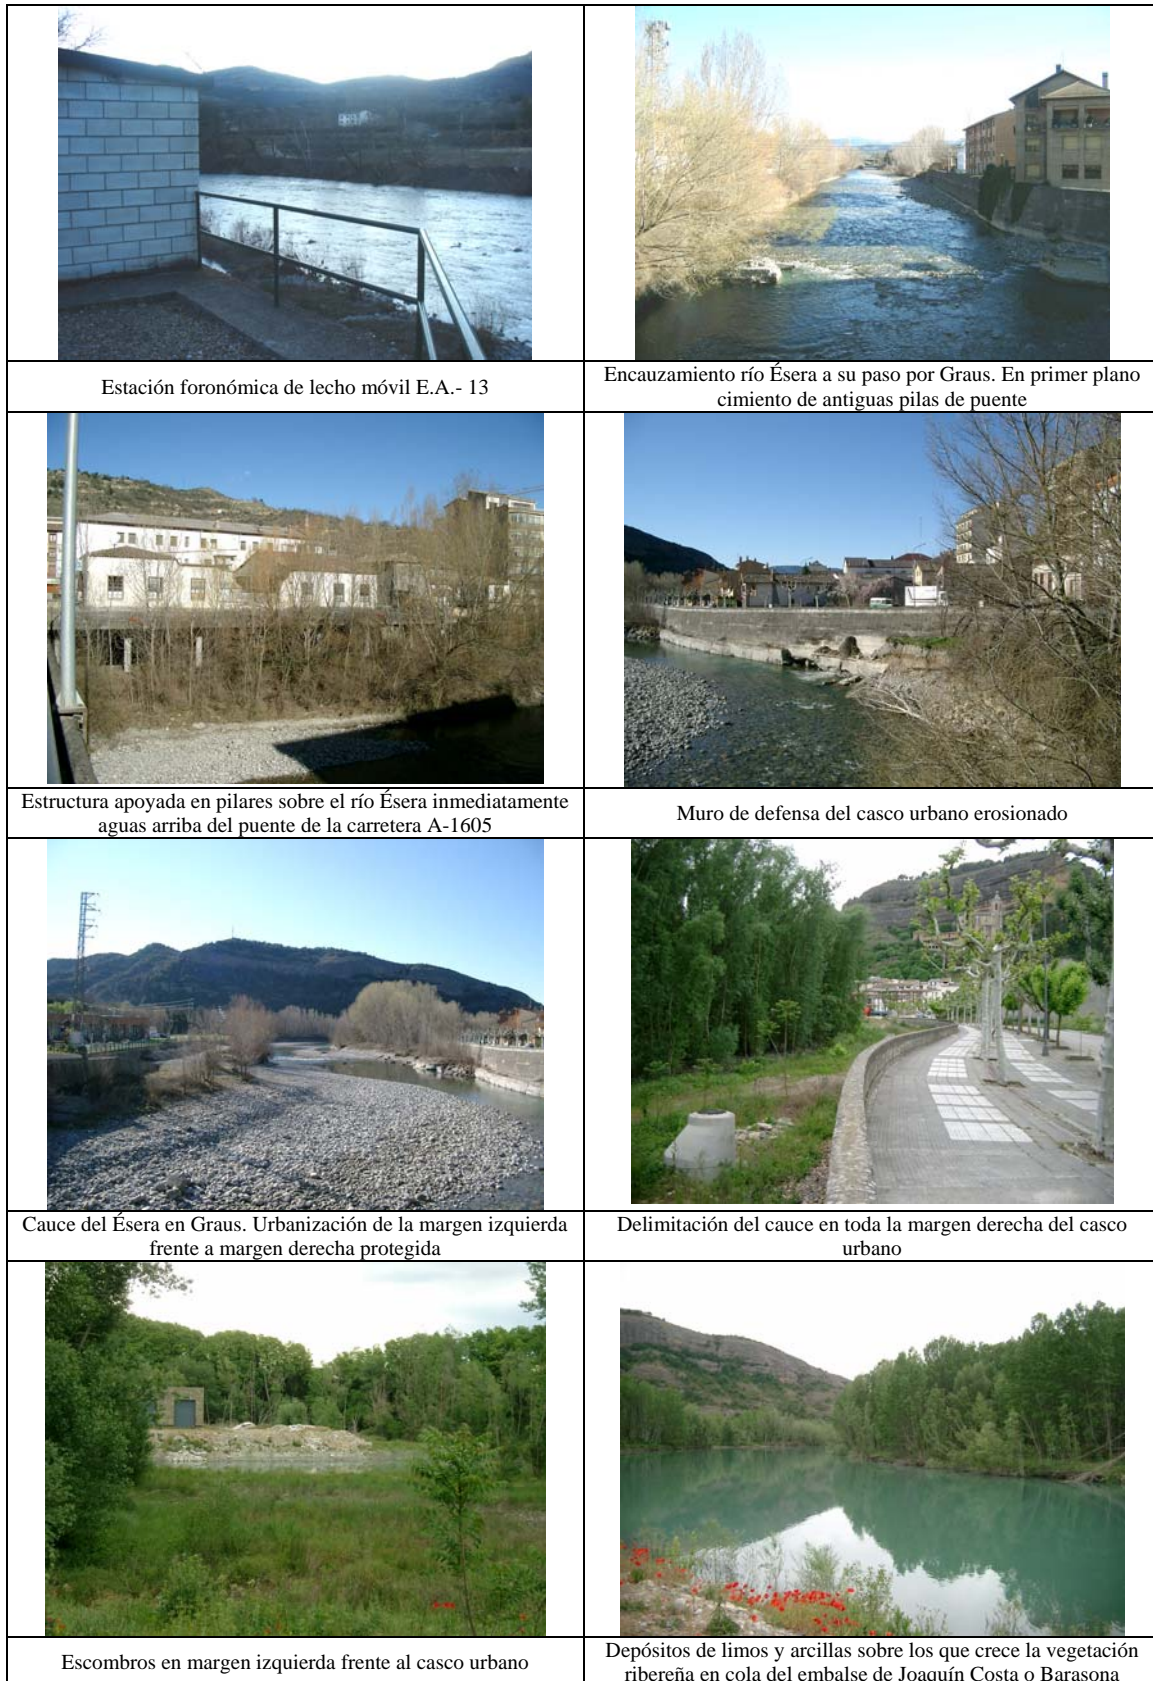 Estación foronómica de lecho móvil E.A.- 13
Encauzamiento río Ésera a su paso por Graus. En primer plano
cimiento de antiguas pilas de puente
Estructura apoyada en pilares sobre el río Ésera inmediatamente
aguas arriba del puente de la carretera A-1605
Muro de defensa del casco urbano erosionado
Cauce del Ésera en Graus. Urbanización de la margen izquierda
frente a margen derecha protegida
Delimitación del cauce en toda la margen derecha del casco
urbano
Escombros en margen izquierda frente al casco urbano
Depósitos de limos y arcillas sobre los que crece la vegetación
ribereña en cola del embalse de Joaquín Costa o Barasona